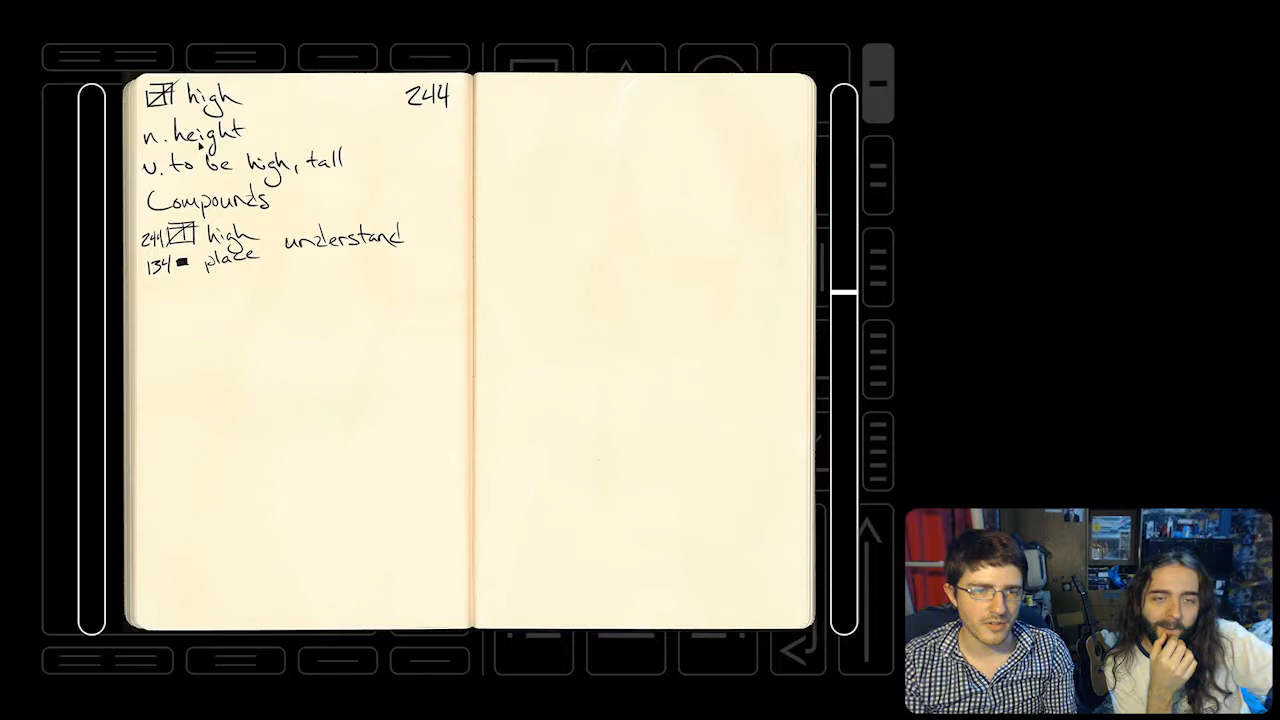 high 244
n. height
v. to be high, tall
Compounds
244 high understand
134 place